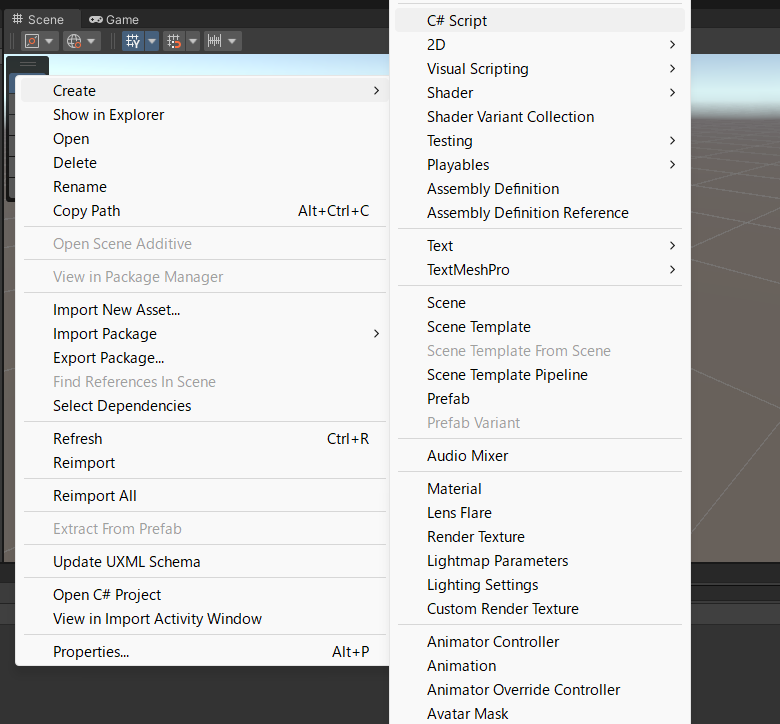 Scene
Game
Create
Show in Explorer
Open
Delete
Rename
Copy Path Alt+Ctrl+C
Open Scene Additive
View in Package Manager
Import New Asset...
Import Package
Export Package...
Find References In Scene
Select Dependencies
Refresh Ctrl+R
Reimport
Reimport All
Extract From Prefab
Update UXML Schema
Open C# Project
View in Import Activity Window
Properties... Alt+P
C# Script
2D
Visual Scripting
Shader
Shader Variant Collection
Testing
Playables
Assembly Definition
Assembly Definition Reference
Text
TextMeshPro
Scene
Scene Template
Scene Template From Scene
Scene Template Pipeline
Prefab
Prefab Variant
Audio Mixer
Material
Lens Flare
Render Texture
Lightmap Parameters
Lighting Settings
Custom Render Texture
Animator Controller
Animation
Animator Override Controller
Avatar Mask